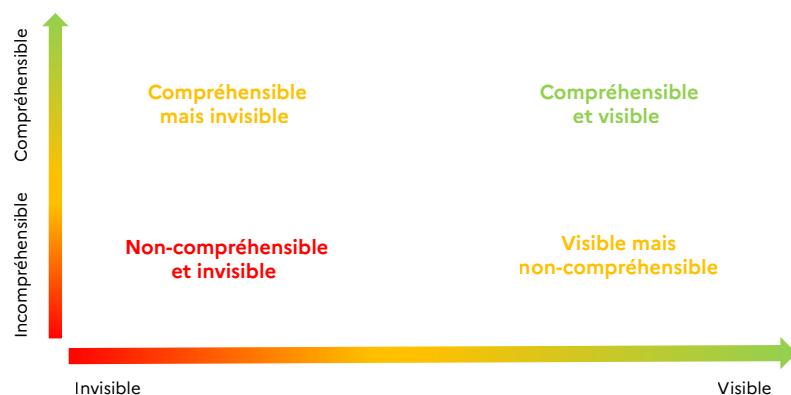 Compréhensible
Incompréhensible
Compréhensible
mais invisible
Compréhensible
et visible
Non-compréhensible
et invisible
Visible mais
non-compréhensible
Invisible
Visible